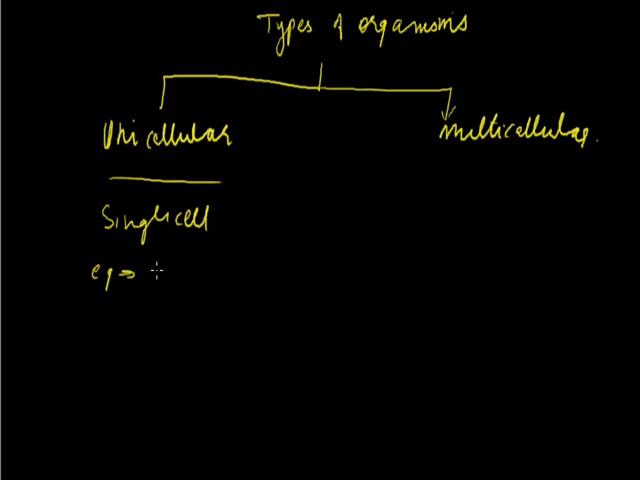 Types of organisms
Unicellular
multicellular.
Single cell
eg →